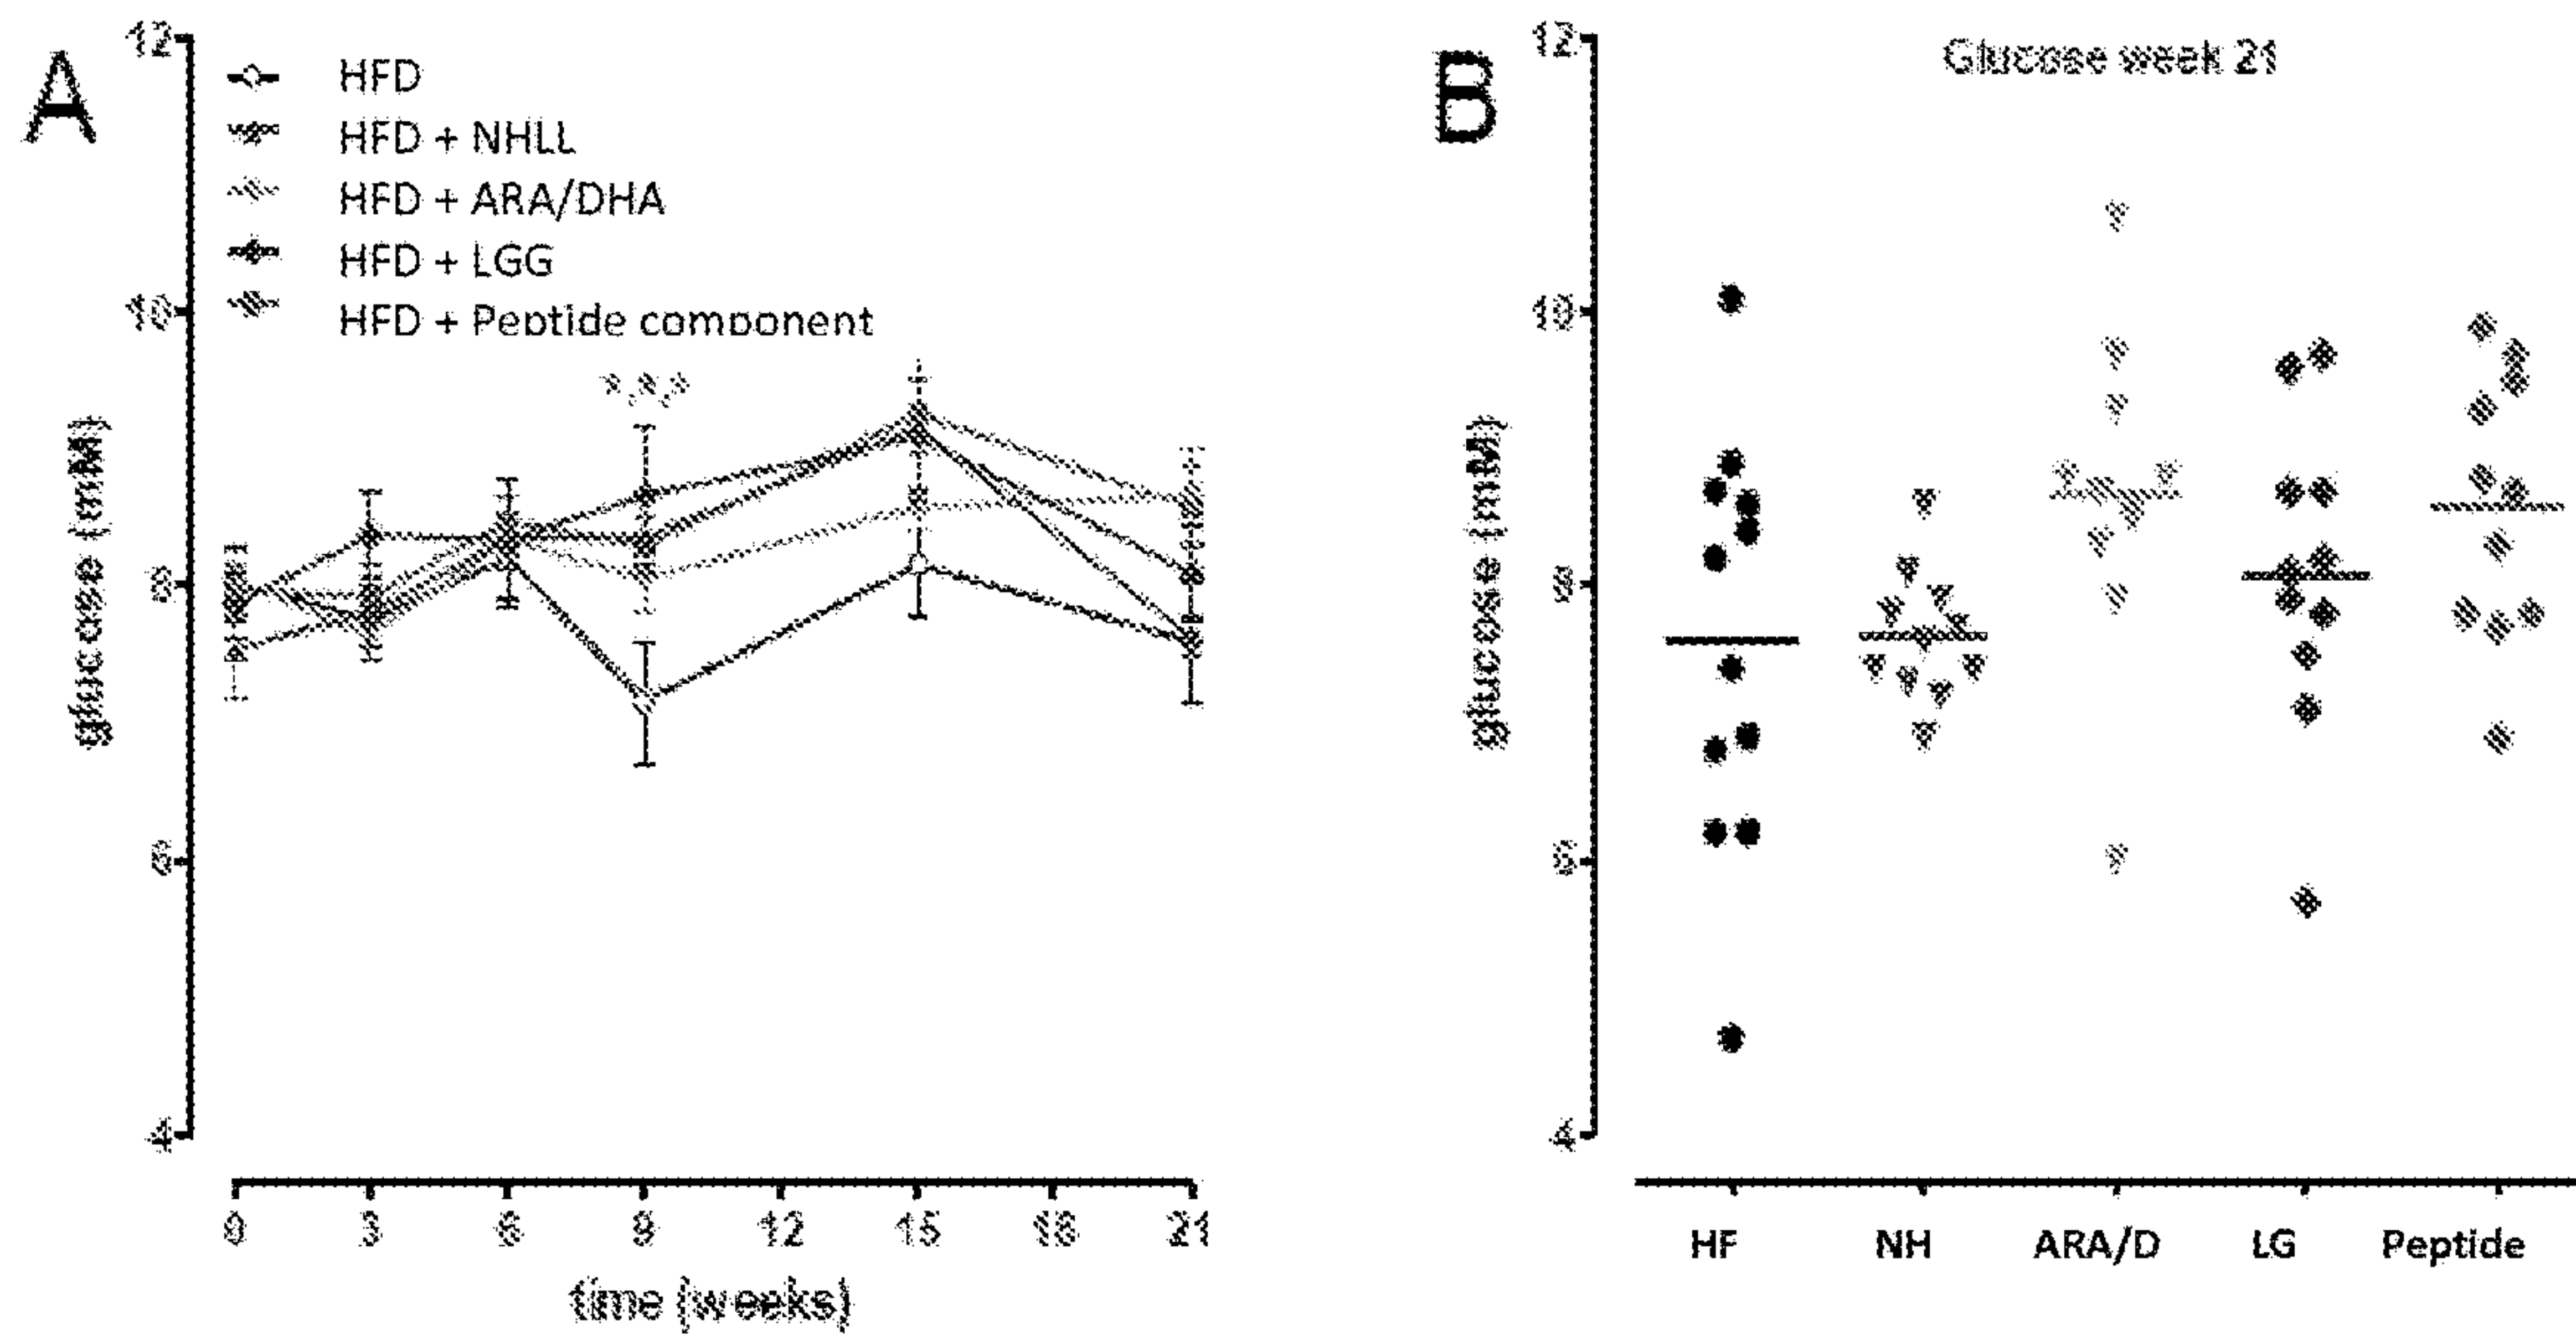 A
12
10
8
6
4
glucose (mM)
HFD
HFD + NHLL
HFD + ARA/DHA
HFD + LGG
HFD + Peptide component
*,*,*
0 3 6 9 12 15 18 21
time (weeks)
B
Glucose week 21
12
10
8
6
4
glucose (mM)
HF NH ARA/D LG Peptide